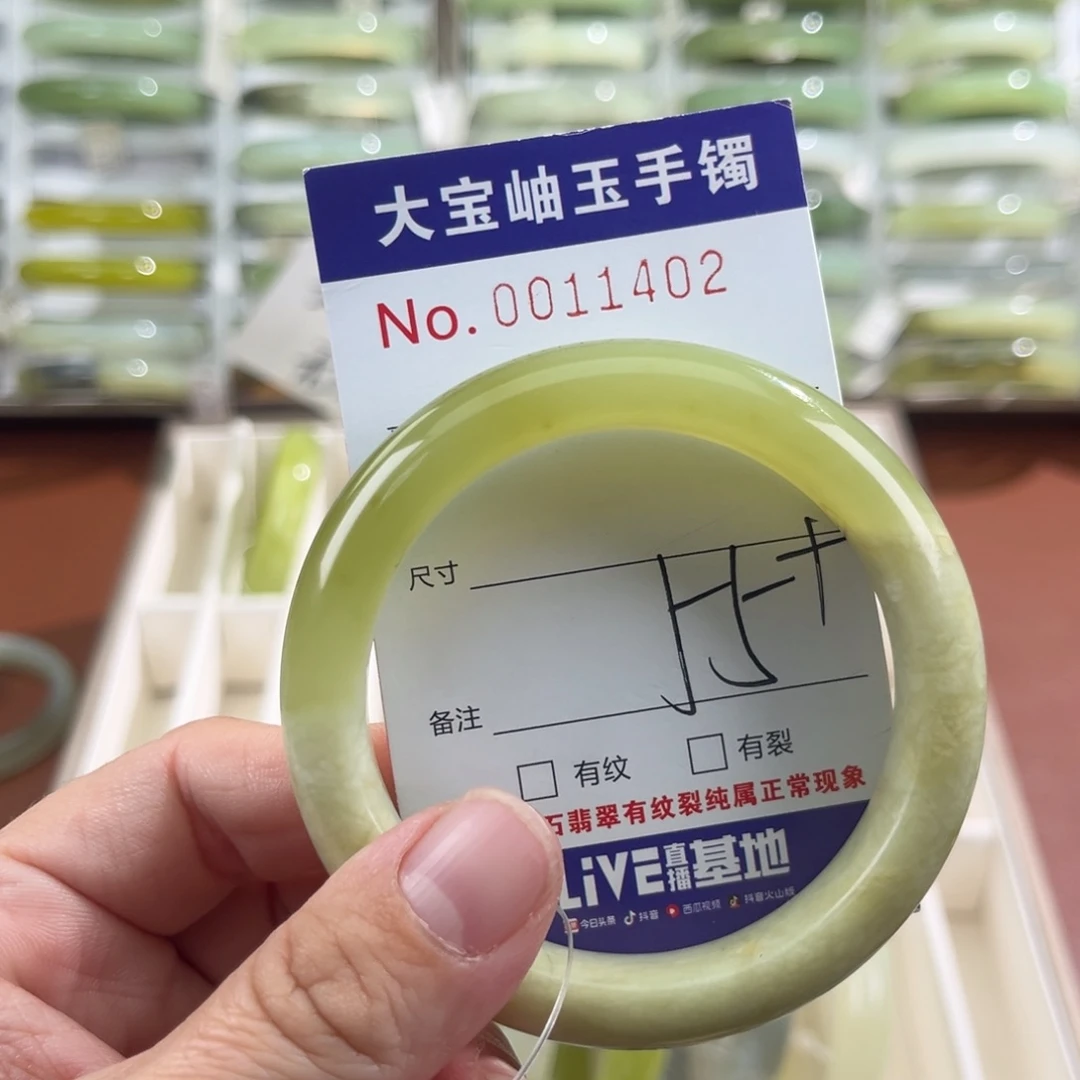 大宝岫玉手镯
No. 0011402
尺寸
备注
有纹 有裂
石翡翠有纹裂纯属正常现象
LiVE直播基地
今日头条 抖音 西瓜视频 抖音火山版